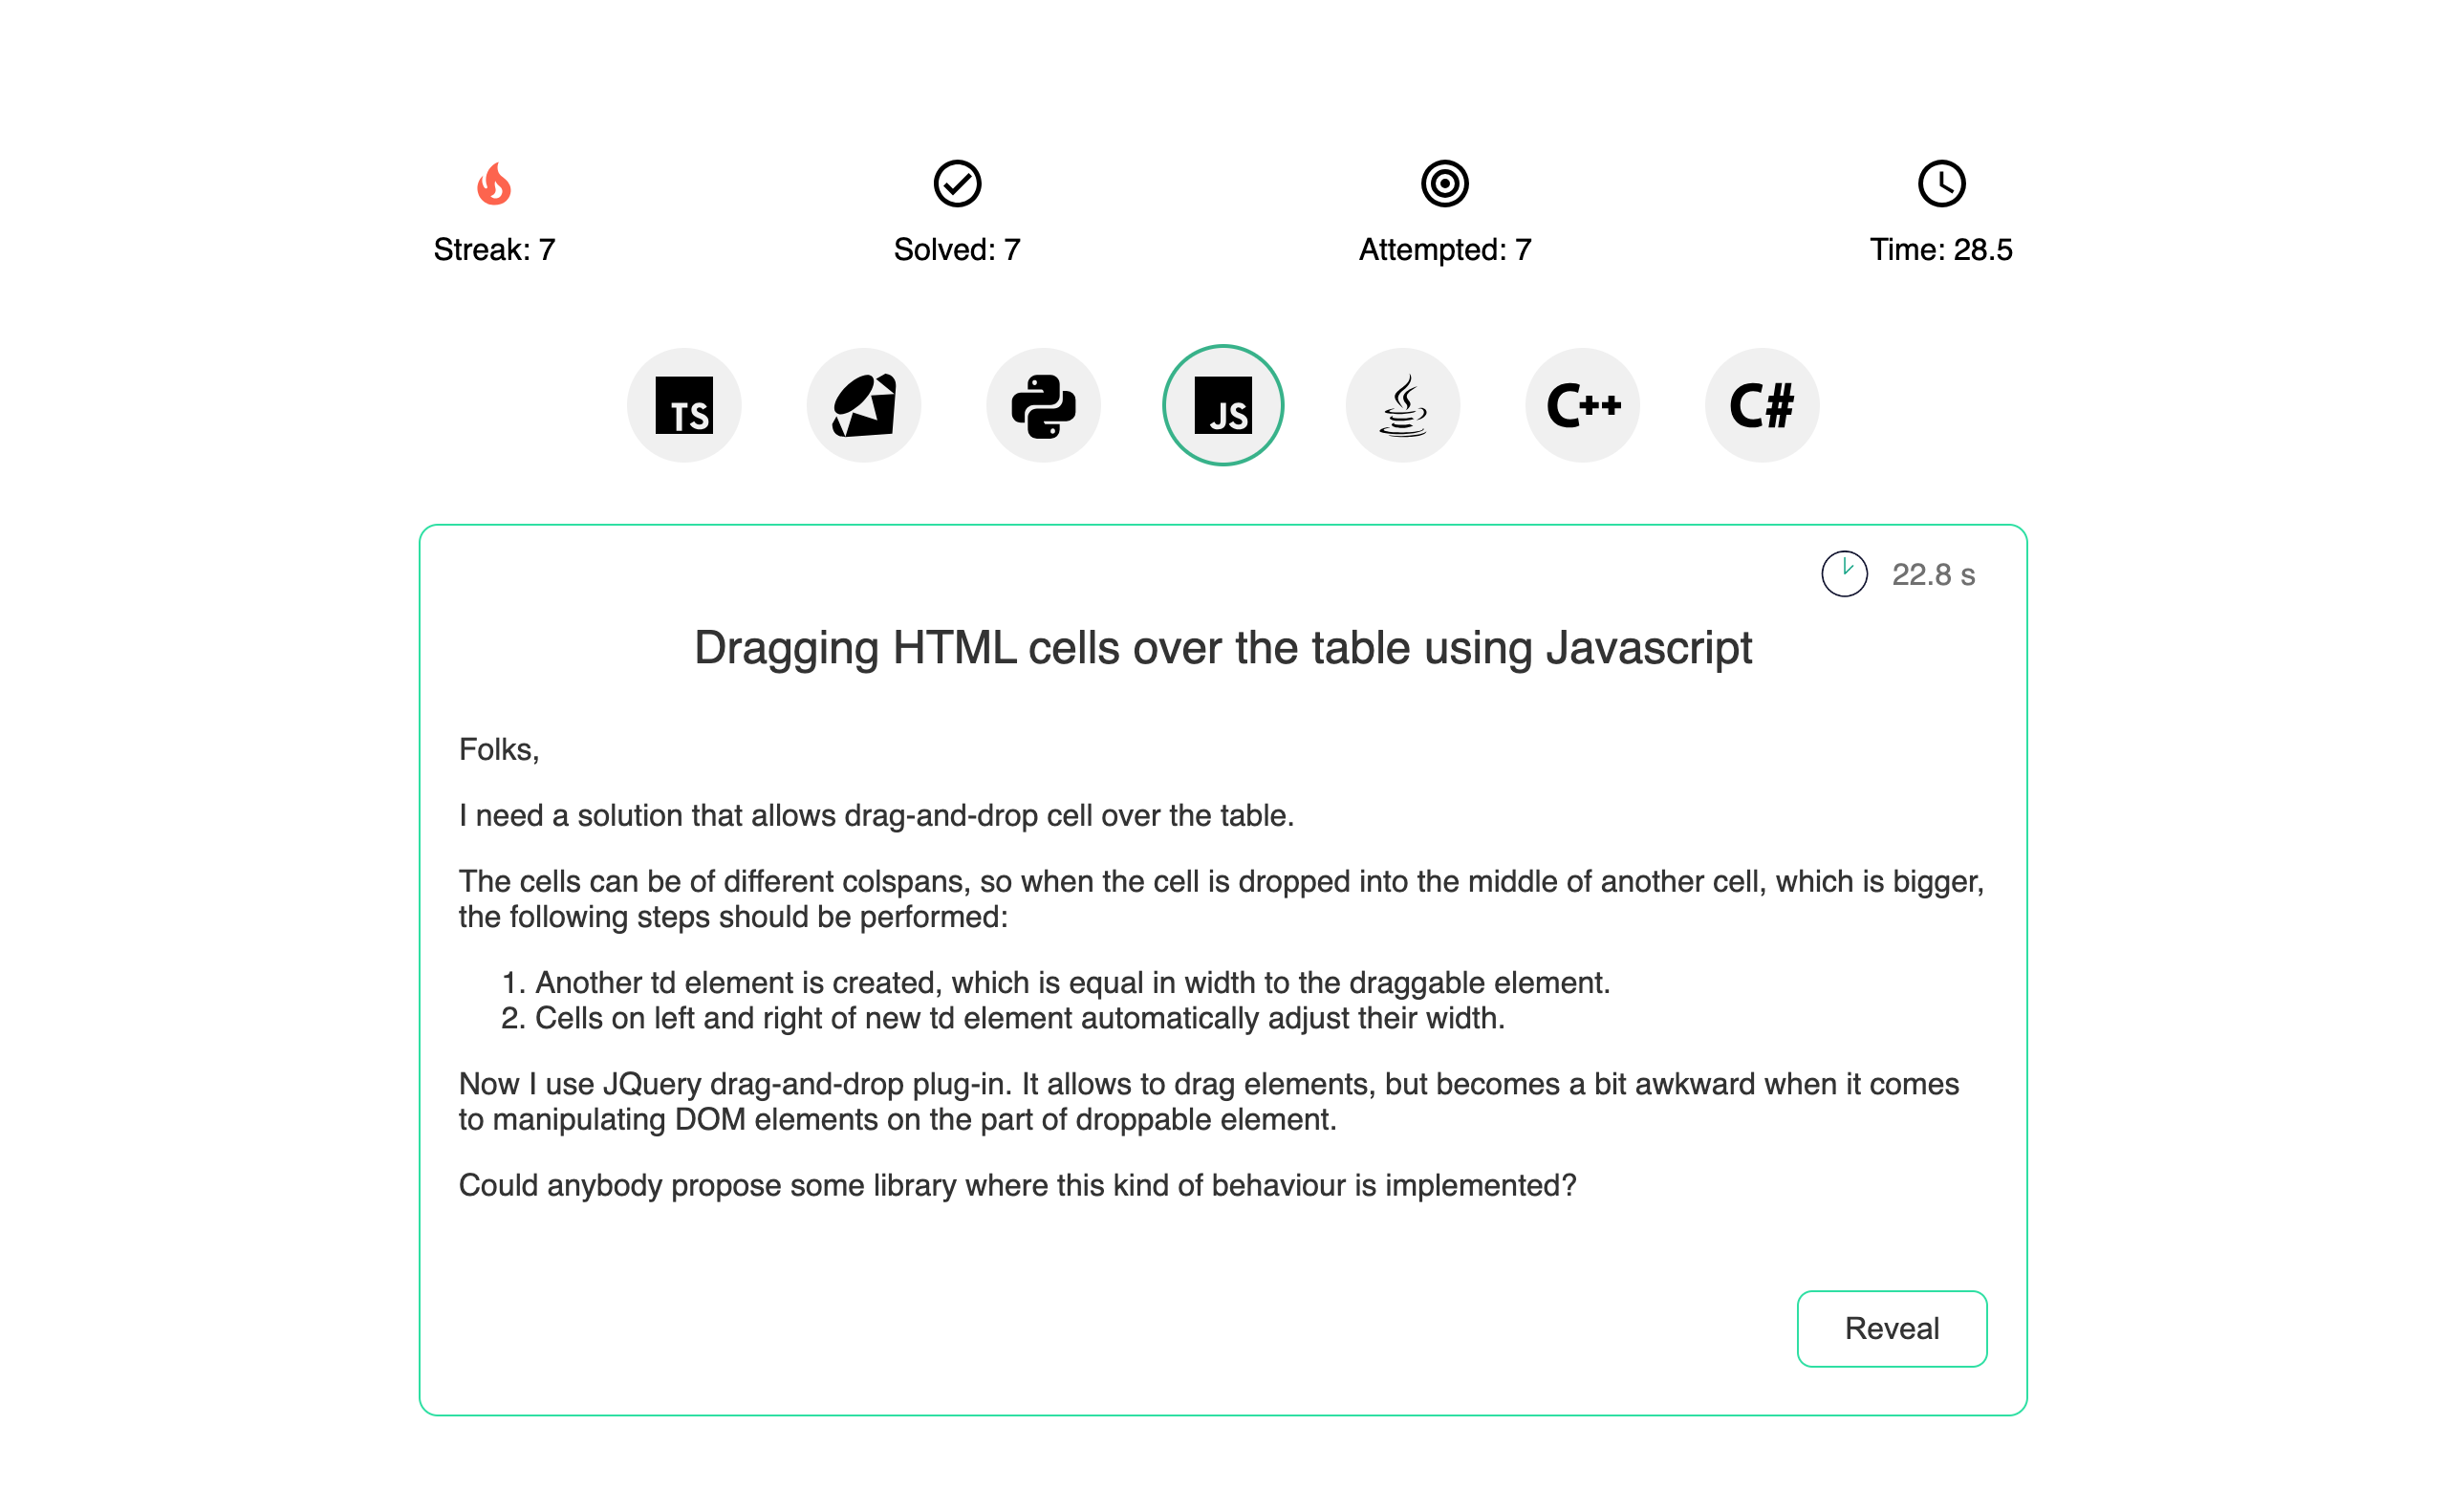 Streak: 7
Solved: 7
Attempted: 7
Time: 28.5
TS
JS
C++
C#
22.8 s
Dragging HTML cells over the table using Javascript
Folks,
I need a solution that allows drag-and-drop cell over the table.
The cells can be of different colspans, so when the cell is dropped into the middle of another cell, which is bigger,
the following steps should be performed:
1. Another td element is created, which is equal in width to the draggable element.
2. Cells on left and right of new td element automatically adjust their width.
Now I use JQuery drag-and-drop plug-in. It allows to drag elements, but becomes a bit awkward when it comes
to manipulating DOM elements on the part of droppable element.
Could anybody propose some library where this kind of behaviour is implemented?
Reveal